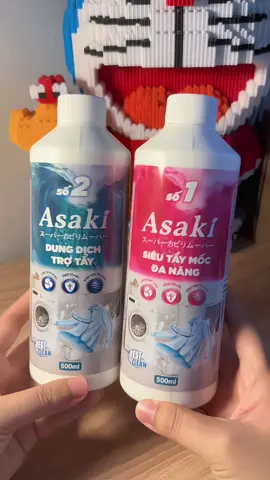 Số 2
Asaki
スーパーカビリムーバー
DUNG DỊCH
TRỢ TẨY
500ml
Số 1
Asaki
スーパーカビリムーバー
SIÊU TẨY MỐC
ĐA NĂNG
500ml